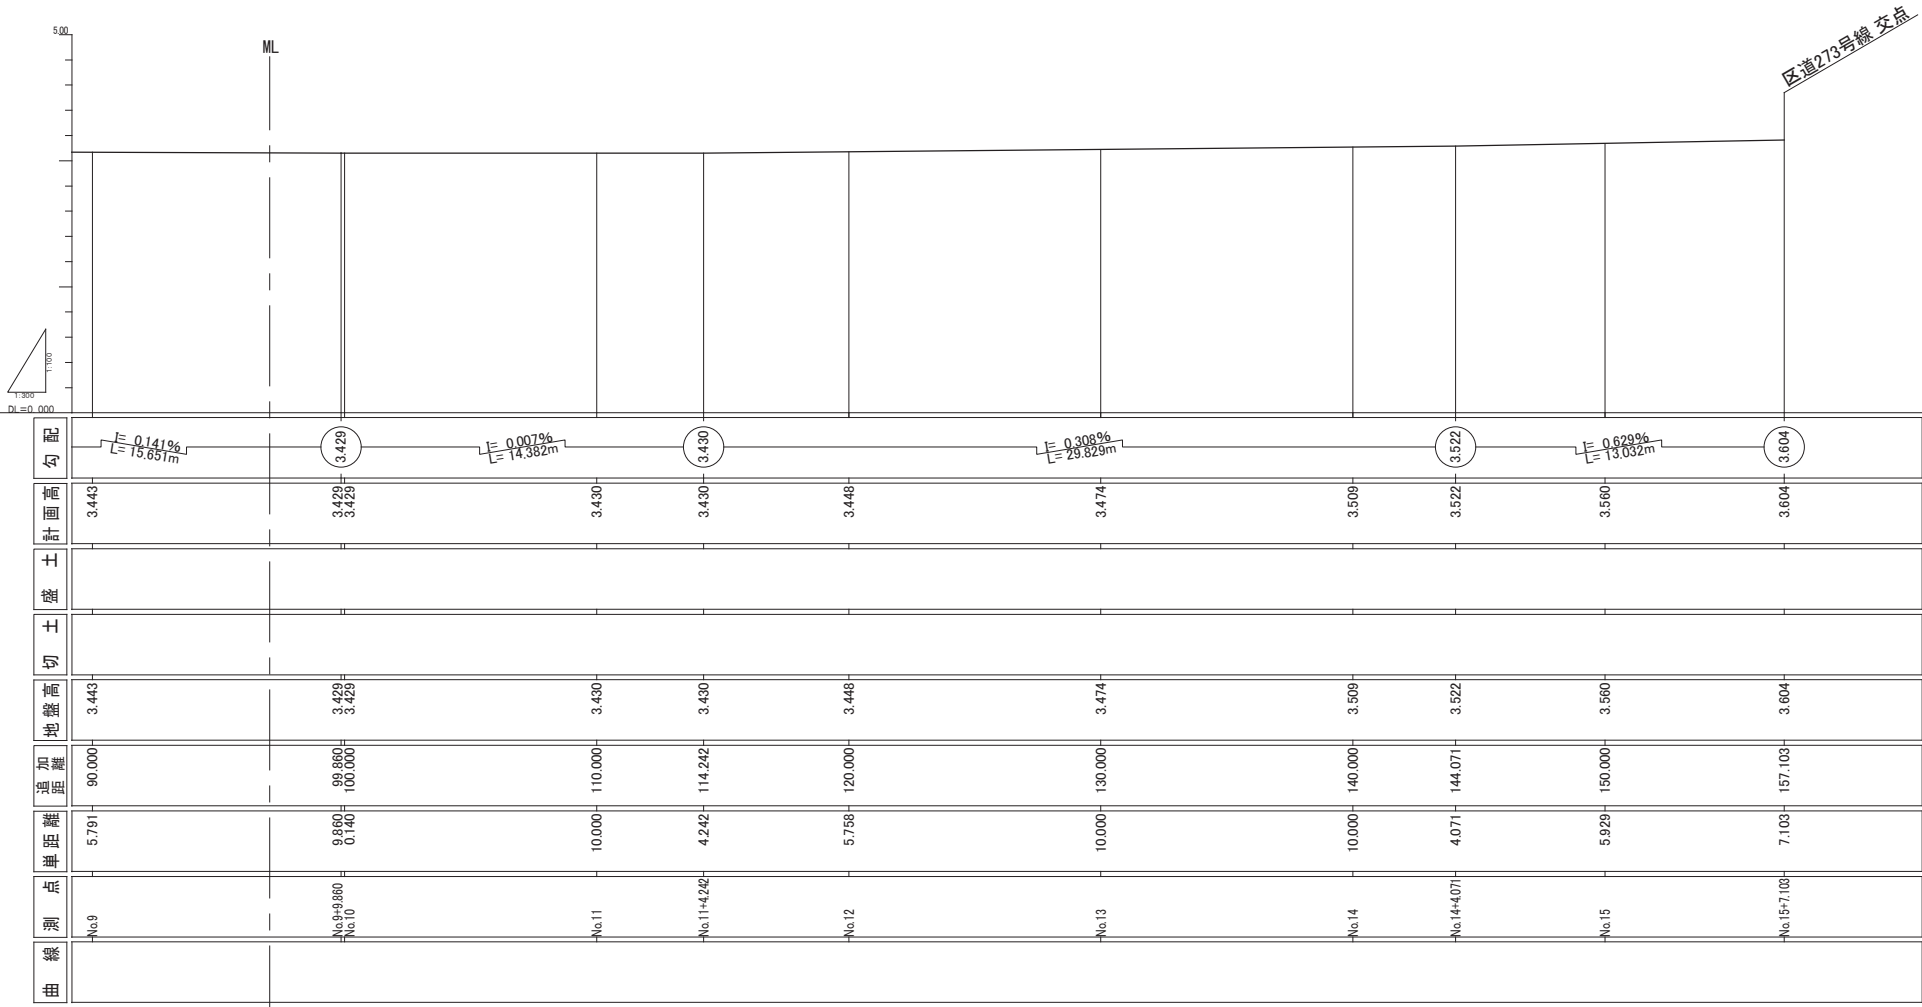 5.00
ML
区道273号線 交点
1:100
1:300
DL=0.000
勾配
I= 0.141%
L= 15.651m
3.429
I= 0.007%
L= 14.382m
3.430
I= 0.308%
L= 29.829m
3.522
I= 0.629%
L= 13.032m
3.604
計画高
3.443
3.429
3.429
3.430
3.430
3.448
3.474
3.509
3.522
3.560
3.604
盛土
切土
地盤高
3.443
3.429
3.429
3.430
3.430
3.448
3.474
3.509
3.522
3.560
3.604
追加距離
90.000
99.860
100.000
110.000
114.242
120.000
130.000
140.000
144.071
150.000
157.103
単距離
5.791
9.860
0.140
10.000
4.242
5.758
10.000
10.000
4.071
5.929
7.103
測点
No.9
No.9+9.860
No.10
No.11
No.11+4.242
No.12
No.13
No.14
No.14+4.071
No.15
No.15+7.103
曲線